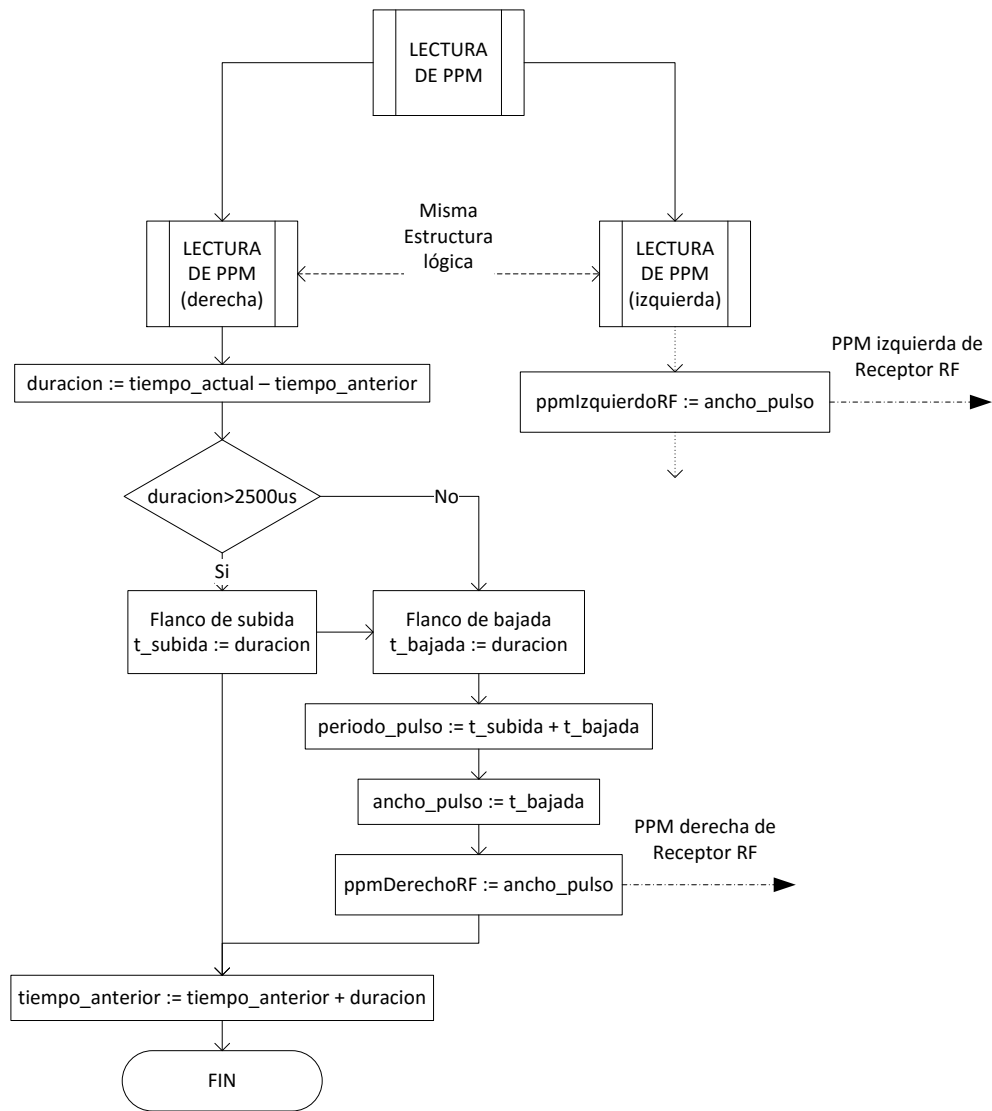 LECTURA
DE PPM
Misma
Estructura
lógica
LECTURA
DE PPM
(derecha)
LECTURA
DE PPM
(izquierda)
PPM izquierda de
Receptor RF
duracion := tiempo_actual – tiempo_anterior
ppmIzquierdoRF := ancho_pulso
duracion>2500us
No
Si
Flanco de subida
t_subida := duracion
Flanco de bajada
t_bajada := duracion
periodo_pulso := t_subida + t_bajada
ancho_pulso := t_bajada
PPM derecha de
Receptor RF
ppmDerechoRF := ancho_pulso
tiempo_anterior := tiempo_anterior + duracion
FIN